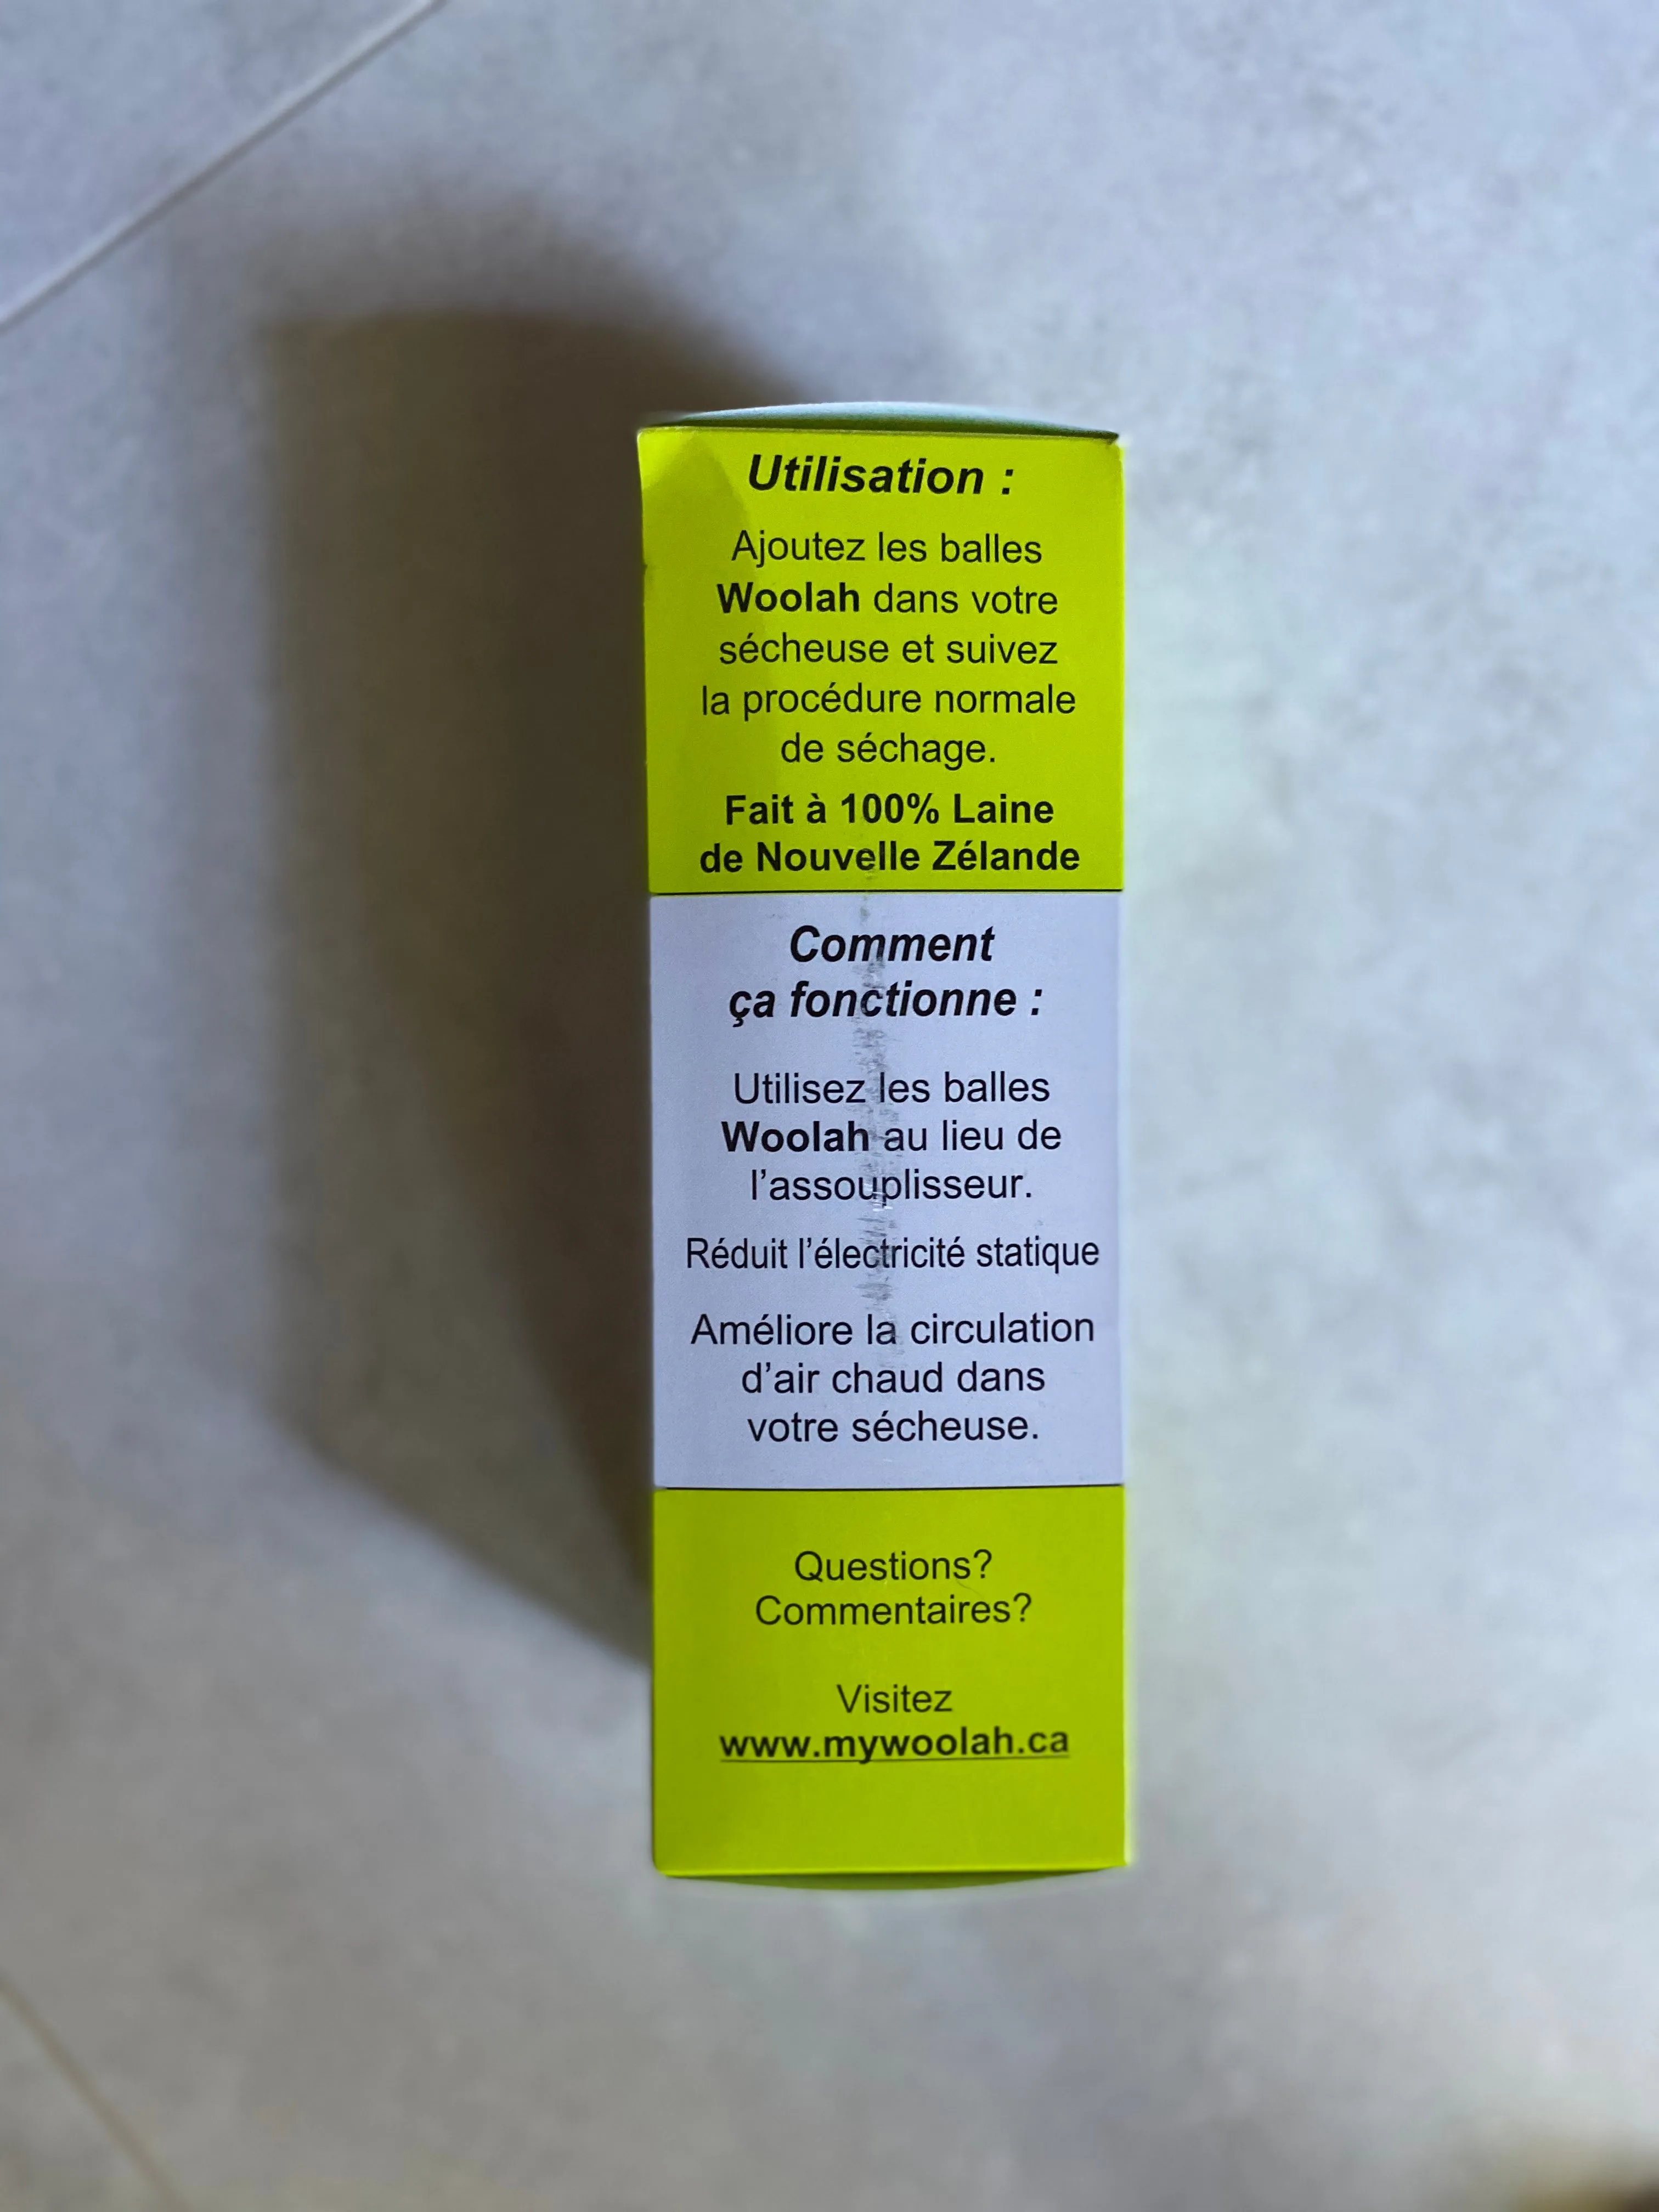 Utilisation :
Ajoutez les balles
Woolah dans votre
sécheuse et suivez
la procédure normale
de séchage.
Fait à 100% Laine
de Nouvelle Zélande
Comment
ça fonctionne :
Utilisez les balles
Woolah au lieu de
l’assouplisseur.
Réduit l’électricité statique
Améliore la circulation
d’air chaud dans
votre sécheuse.
Questions?
Commentaires?
Visitez
www.mywoolah.ca